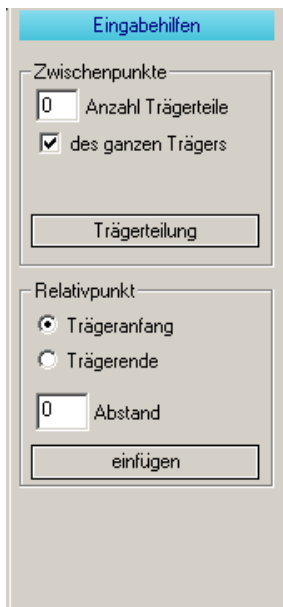 Eingabehilfen
Zwischenpunkte
0 Anzahl Trägerteile
des ganzen Trägers
Trägerteilung
Relativpunkt
Trägeranfang
Trägerende
0 Abstand
einfügen